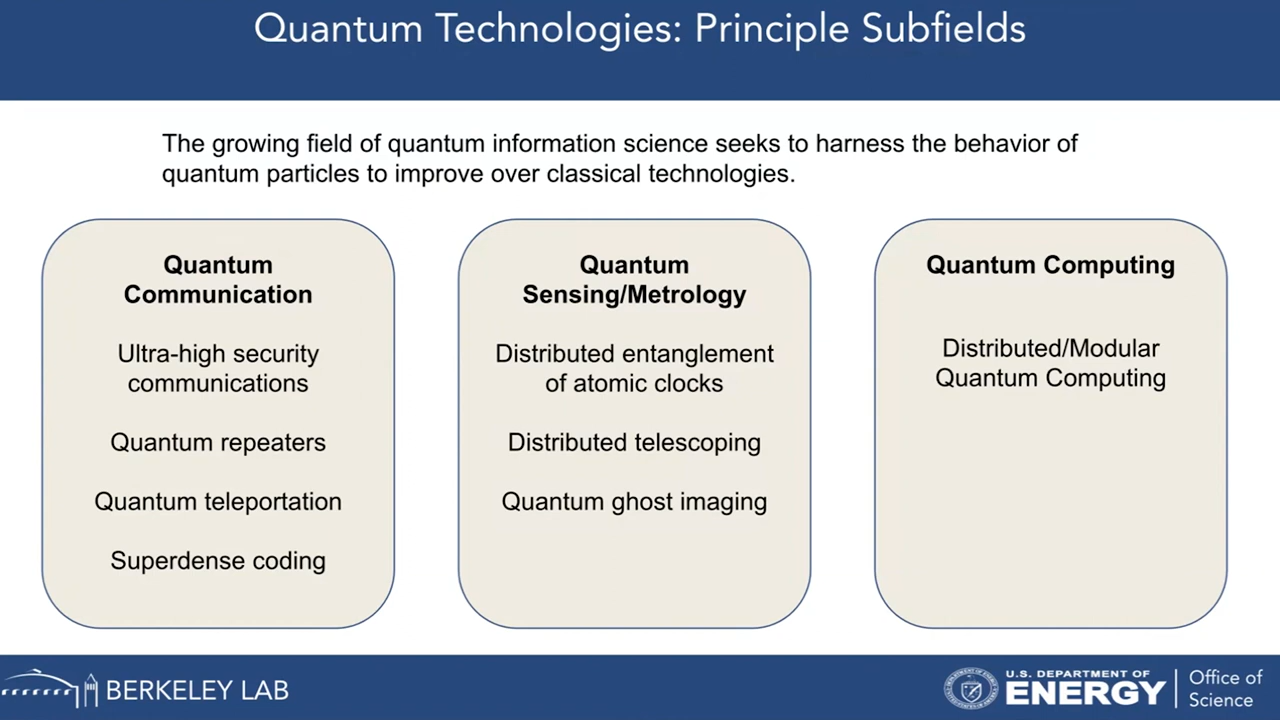 Quantum Technologies: Principle Subfields
The growing field of quantum information science seeks to harness the behavior of
quantum particles to improve over classical technologies.
Quantum
Communication
Ultra-high security
communications
Quantum repeaters
Quantum teleportation
Superdense coding
Quantum
Sensing/Metrology
Distributed entanglement
of atomic clocks
Distributed telescoping
Quantum ghost imaging
Quantum Computing
Distributed/Modular
Quantum Computing
BERKELEY LAB
U.S. DEPARTMENT OF
ENERGY
Office of
Science